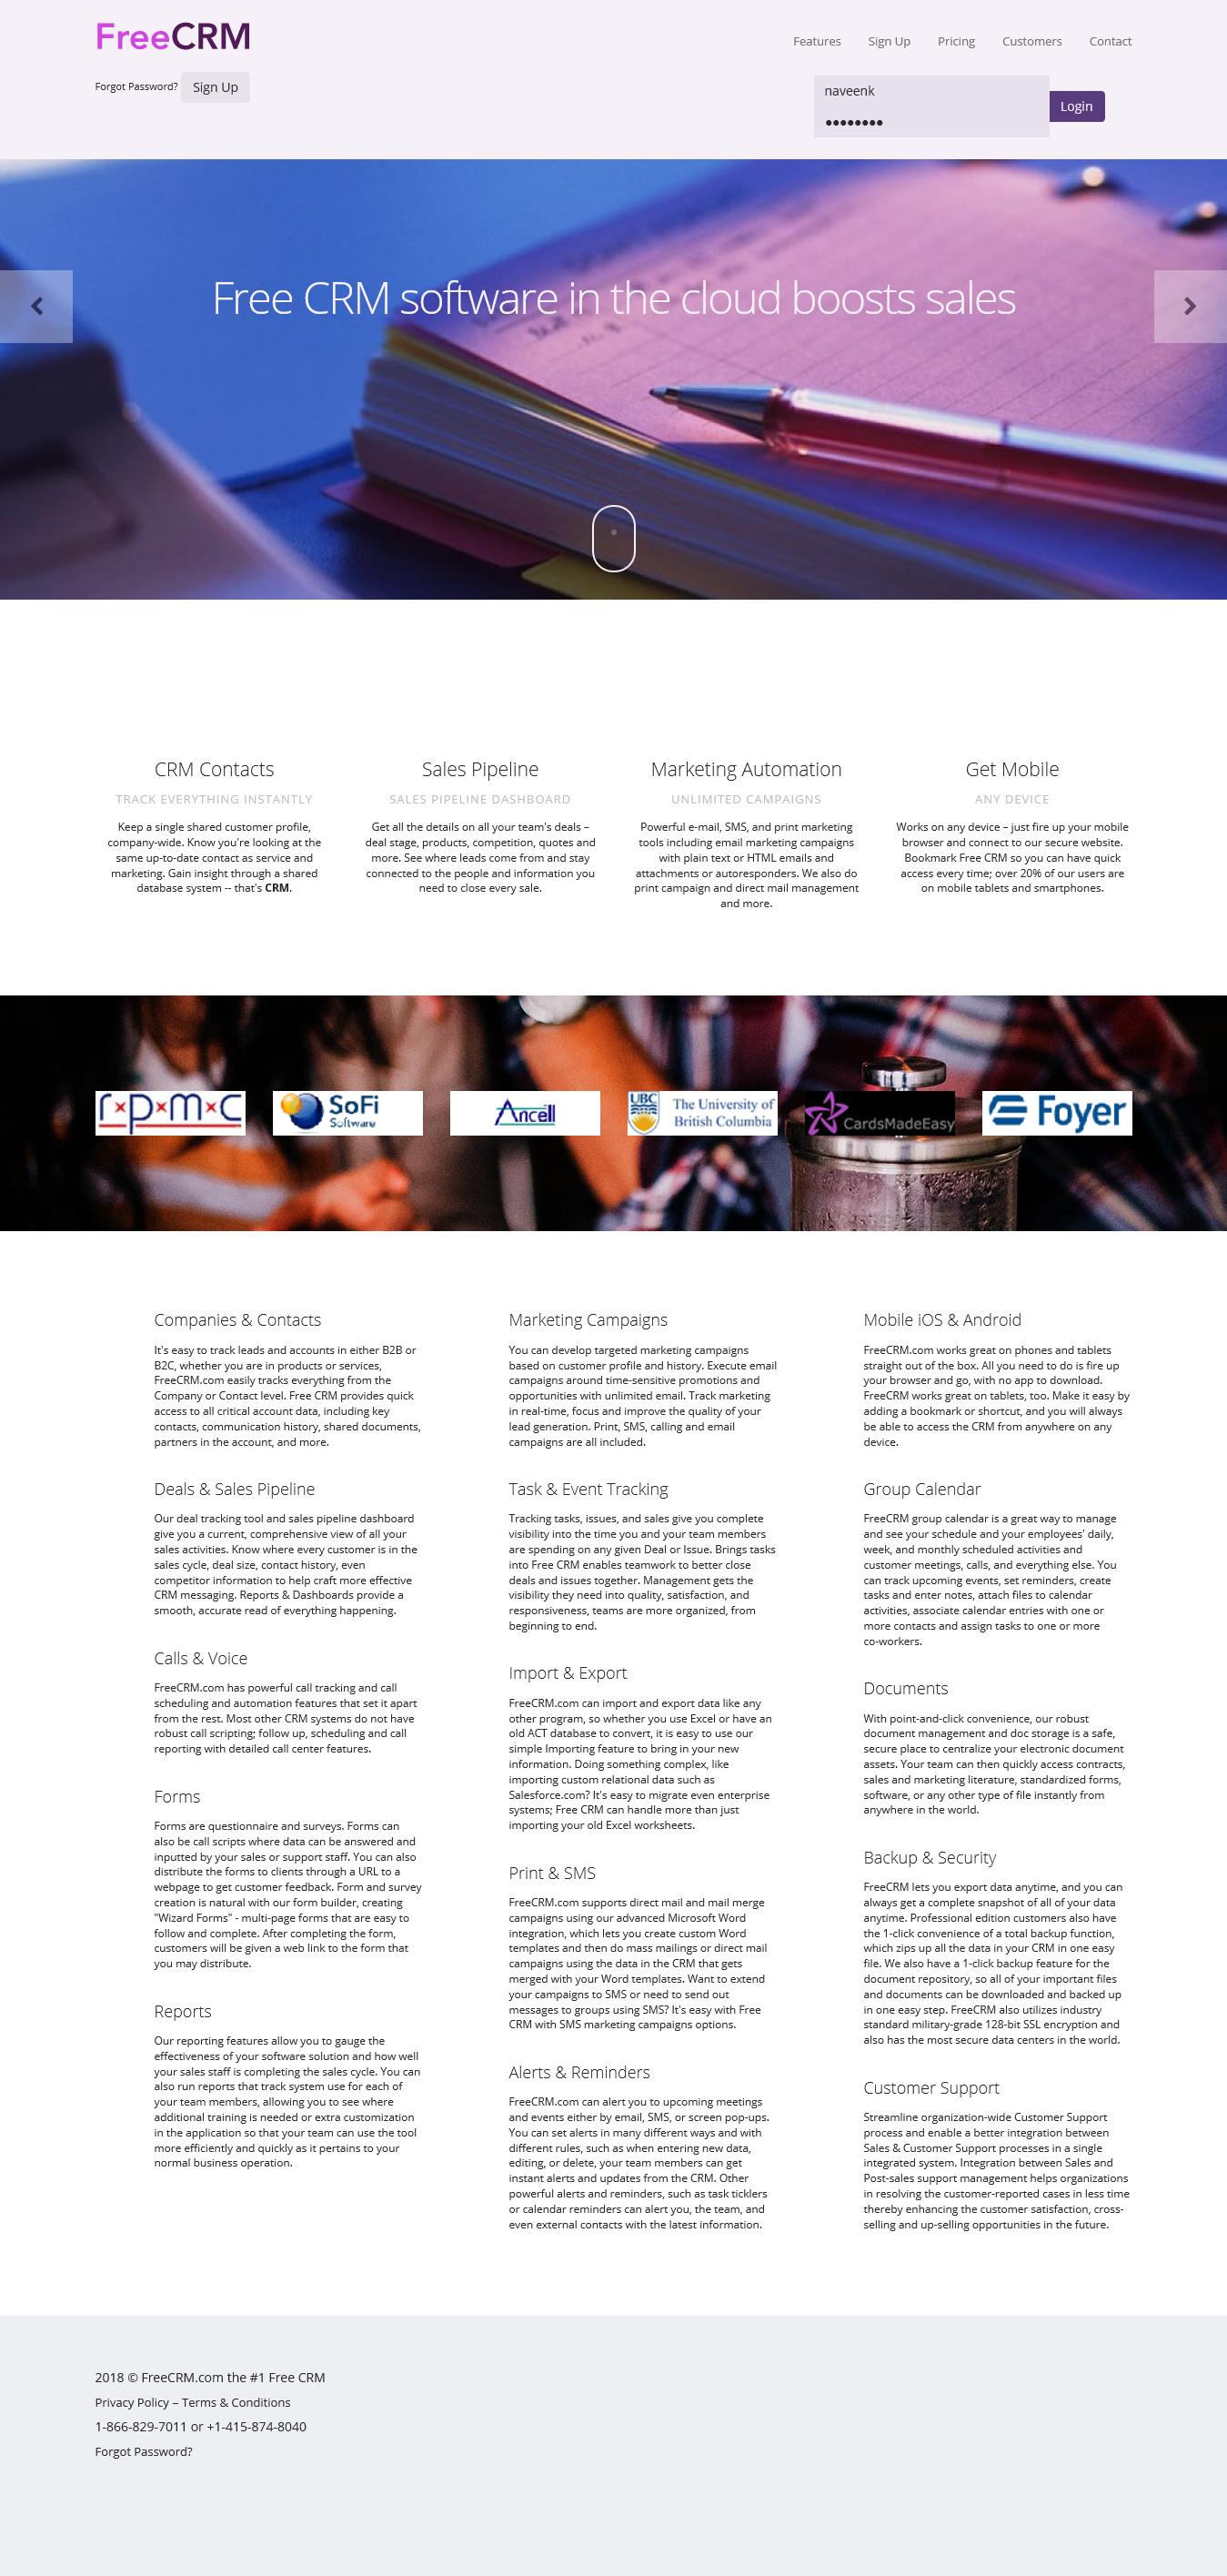 FreeCRM
Features Sign Up Pricing Customers Contact
Forgot Password? Sign Up
naveenk
••••••••
Login
Free CRM software in the cloud boosts sales
CRM Contacts
TRACK EVERYTHING INSTANTLY
Keep a single shared customer profile,
company-wide. Know you're looking at the
same up-to-date contact as service and
marketing. Gain insight through a shared
database system -- that's CRM.
Sales Pipeline
SALES PIPELINE DASHBOARD
Get all the details on all your team's deals –
deal stage, products, competition, quotes and
more. See where leads come from and stay
connected to the people and information you
need to close every sale.
Marketing Automation
UNLIMITED CAMPAIGNS
Powerful e-mail, SMS, and print marketing
tools including email marketing campaigns
with plain text or HTML emails and
attachments or autoresponders. We also do
print campaign and direct mail management
and more.
Get Mobile
ANY DEVICE
Works on any device – just fire up your mobile
browser and connect to our secure website.
Bookmark Free CRM so you can have quick
access every time; over 20% of our users are
on mobile tablets and smartphones.
r×p×m×c
SoFi
Software
Ancell
UBC
The University of
British Columbia
CardsMadeEasy
Foyer
Companies & Contacts
It's easy to track leads and accounts in either B2B or
B2C, whether you are in products or services,
FreeCRM.com easily tracks everything from the
Company or Contact level. Free CRM provides quick
access to all critical account data, including key
contacts, communication history, shared documents,
partners in the account, and more.
Deals & Sales Pipeline
Our deal tracking tool and sales pipeline dashboard
give you a current, comprehensive view of all your
sales activities. Know where every customer is in the
sales cycle, deal size, contact history, even
competitor information to help craft more effective
CRM messaging. Reports & Dashboards provide a
smooth, accurate read of everything happening.
Calls & Voice
FreeCRM.com has powerful call tracking and call
scheduling and automation features that set it apart
from the rest. Most other CRM systems do not have
robust call scripting; follow up, scheduling and call
reporting with detailed call center features.
Forms
Forms are questionnaire and surveys. Forms can
also be call scripts where data can be answered and
inputted by your sales or support staff. You can also
distribute the forms to clients through a URL to a
webpage to get customer feedback. Form and survey
creation is natural with our form builder, creating
"Wizard Forms" - multi-page forms that are easy to
follow and complete. After completing the form,
customers will be given a web link to the form that
you may distribute.
Reports
Our reporting features allow you to gauge the
effectiveness of your software solution and how well
your sales staff is completing the sales cycle. You can
also run reports that track system use for each of
your team members, allowing you to see where
additional training is needed or extra customization
in the application so that your team can use the tool
more efficiently and quickly as it pertains to your
normal business operation.
Marketing Campaigns
You can develop targeted marketing campaigns
based on customer profile and history. Execute email
campaigns around time-sensitive promotions and
opportunities with unlimited email. Track marketing
in real-time, focus and improve the quality of your
lead generation. Print, SMS, calling and email
campaigns are all included.
Task & Event Tracking
Tracking tasks, issues, and sales give you complete
visibility into the time you and your team members
are spending on any given Deal or Issue. Brings tasks
into Free CRM enables teamwork to better close
deals and issues together. Management gets the
visibility they need into quality, satisfaction, and
responsiveness, teams are more organized, from
beginning to end.
Import & Export
FreeCRM.com can import and export data like any
other program, so whether you use Excel or have an
old ACT database to convert, it is easy to use our
simple Importing feature to bring in your new
information. Doing something complex, like
importing custom relational data such as
Salesforce.com? It's easy to migrate even enterprise
systems; Free CRM can handle more than just
importing your old Excel worksheets.
Print & SMS
FreeCRM.com supports direct mail and mail merge
campaigns using our advanced Microsoft Word
integration, which lets you create custom Word
templates and then do mass mailings or direct mail
campaigns using the data in the CRM that gets
merged with your Word templates. Want to extend
your campaigns to SMS or need to send out
messages to groups using SMS? It's easy with Free
CRM with SMS marketing campaigns options.
Alerts & Reminders
FreeCRM.com can alert you to upcoming meetings
and events either by email, SMS, or screen pop-ups.
You can set alerts in many different ways and with
different rules, such as when entering new data,
editing, or delete, your team members can get
instant alerts and updates from the CRM. Other
powerful alerts and reminders, such as task ticklers
or calendar reminders can alert you, the team, and
even external contacts with the latest information.
Mobile iOS & Android
FreeCRM.com works great on phones and tablets
straight out of the box. All you need to do is fire up
your browser and go, with no app to download.
FreeCRM works great on tablets, too. Make it easy by
adding a bookmark or shortcut, and you will always
be able to access the CRM from anywhere on any
device.
Group Calendar
FreeCRM group calendar is a great way to manage
and see your schedule and your employees' daily,
week, and monthly scheduled activities and
customer meetings, calls, and everything else. You
can track upcoming events, set reminders, create
tasks and enter notes, attach files to calendar
activities, associate calendar entries with one or
more contacts and assign tasks to one or more
co-workers.
Documents
With point-and-click convenience, our robust
document management and doc storage is a safe,
secure place to centralize your electronic document
assets. Your team can then quickly access contracts,
sales and marketing literature, standardized forms,
software, or any other type of file instantly from
anywhere in the world.
Backup & Security
FreeCRM lets you export data anytime, and you can
always get a complete snapshot of all of your data
anytime. Professional edition customers also have
the 1-click convenience of a total backup function,
which zips up all the data in your CRM in one easy
file. We also have a 1-click backup feature for the
document repository, so all of your important files
and documents can be downloaded and backed up
in one easy step. FreeCRM also utilizes industry
standard military-grade 128-bit SSL encryption and
also has the most secure data centers in the world.
Customer Support
Streamline organization-wide Customer Support
process and enable a better integration between
Sales & Customer Support processes in a single
integrated system. Integration between Sales and
Post-sales support management helps organizations
in resolving the customer-reported cases in less time
thereby enhancing the customer satisfaction, cross-
selling and up-selling opportunities in the future.
2018 © FreeCRM.com the #1 Free CRM
Privacy Policy – Terms & Conditions
1-866-829-7011 or +1-415-874-8040
Forgot Password?